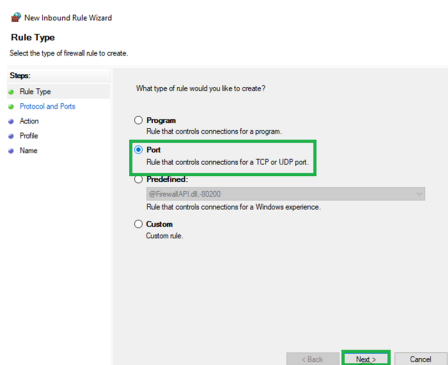 New Inbound Rule Wizard
Rule Type
Select the type of firewall rule to create.
Steps:
Rule Type
Protocol and Ports
Action
Profile
Name
What type of rule would you like to create?
Program
Rule that controls connections for a program.
Port
Rule that controls connections for a TCP or UDP port.
Predefined:
@FirewallAPI.dll,-80200
Rule that controls connections for a Windows experience.
Custom
Custom rule.
< Back
Next >
Cancel